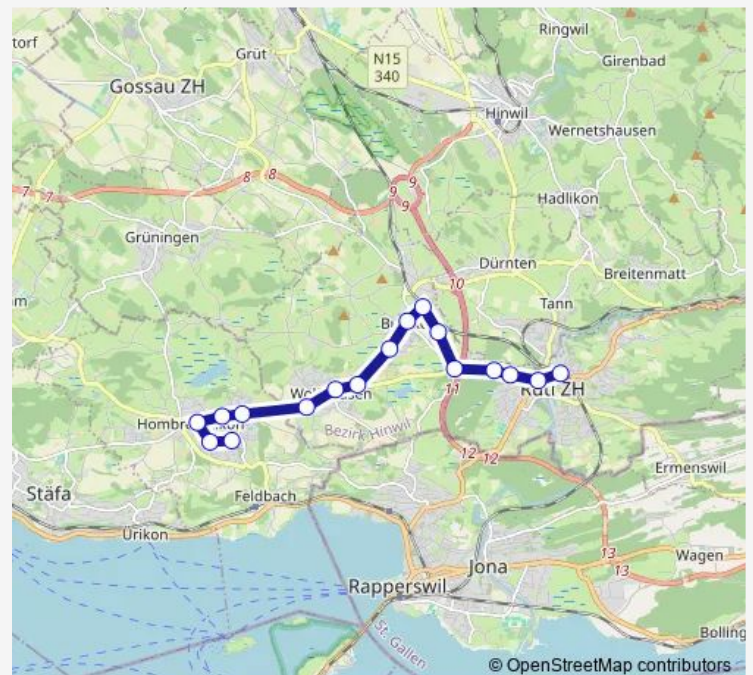 Ringwil
torf
Grüt
N15
340
Girenbad
Gossau ZH
Hinwil
Wernetshausen
7 7
8 8
9
9
9
Hadlikon
Grüningen
Dürnten
10
Breitenmatt
Tann
Rüti ZH
11
Bezirk Hinwil
12 12
Ermenswil
Stäfa
Feldbach
Ürikon
13
13
Wagen
Jona
Rapperswil
St. Gallen
Bolling
© OpenStreetMap contributors